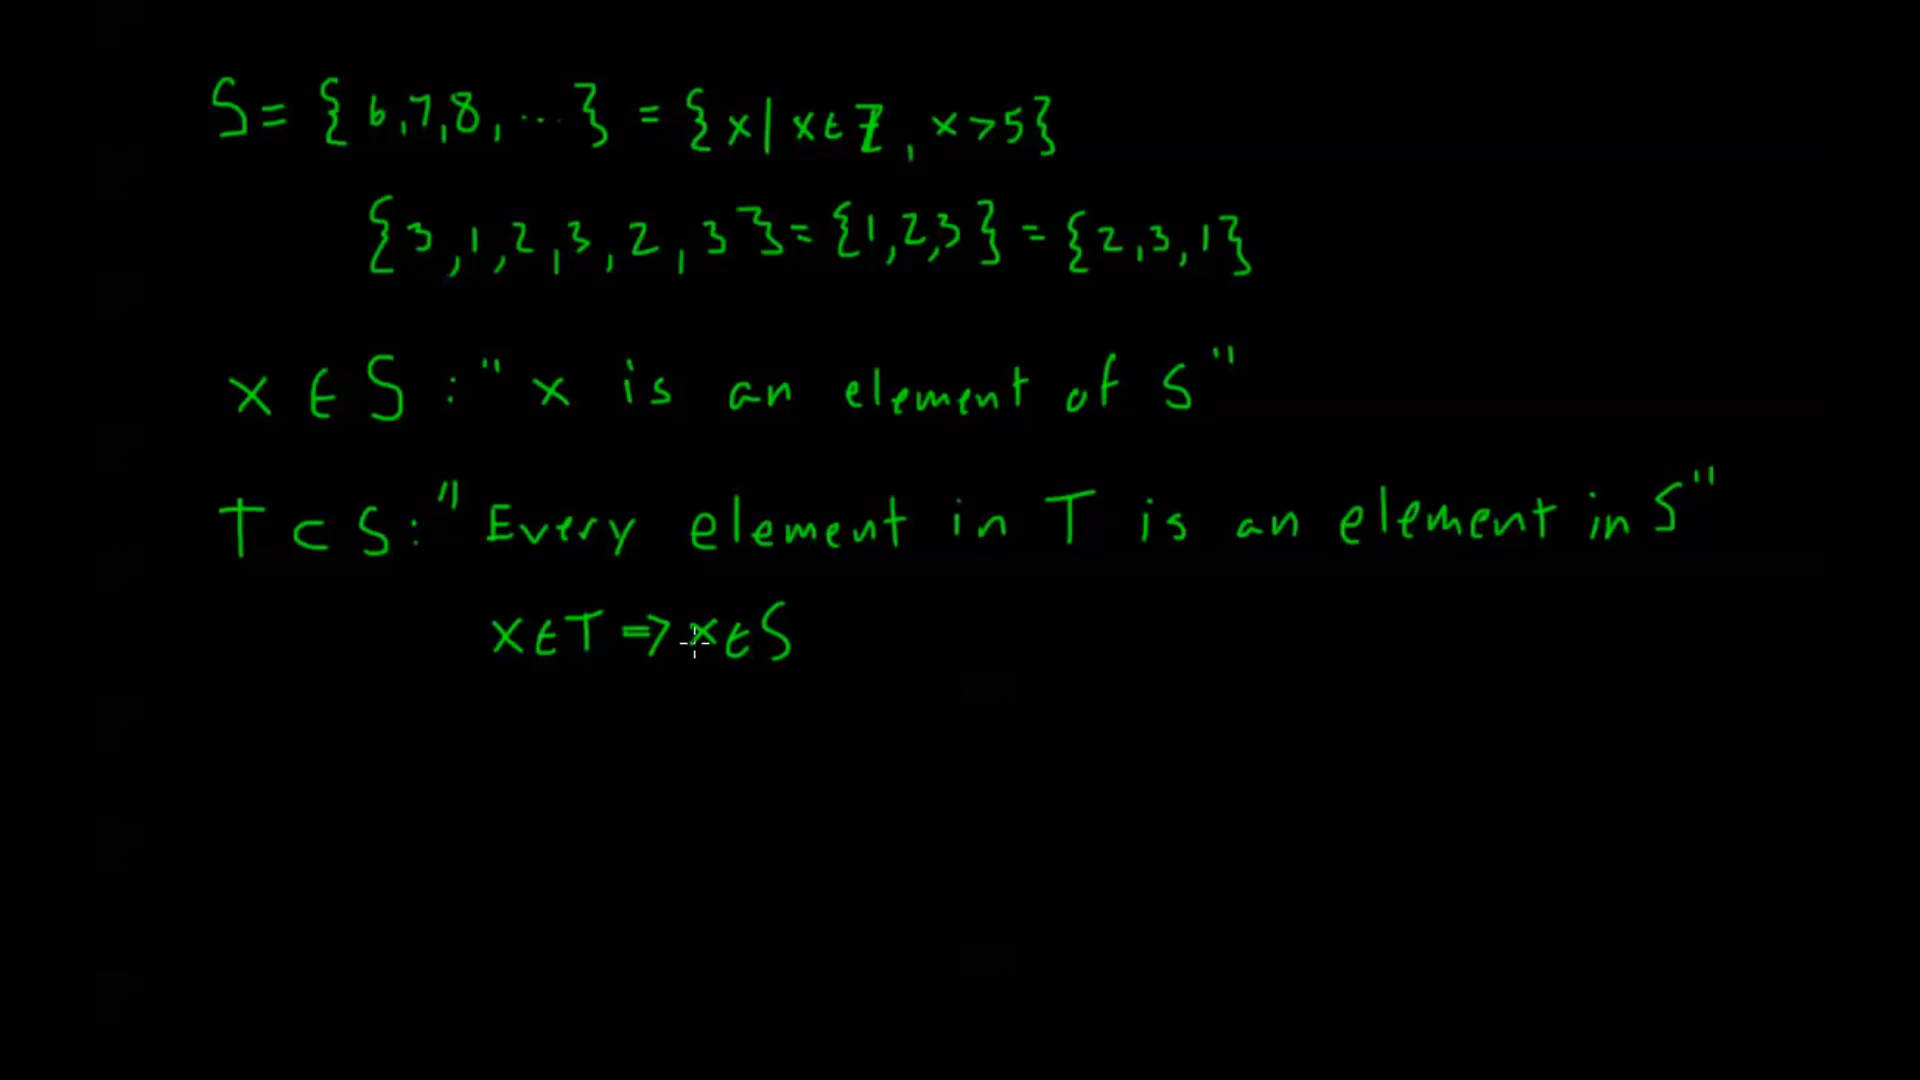 S = {6,7,8, ...} = {x | x ∈ ℤ, x > 5}
{3,1,2,3,2,3} = {1,2,3} = {2,3,1}
x ∈ S : "x is an element of S"
T ⊂ S : "Every element in T is an element in S"
x ∈ T ⇒ x ∈ S